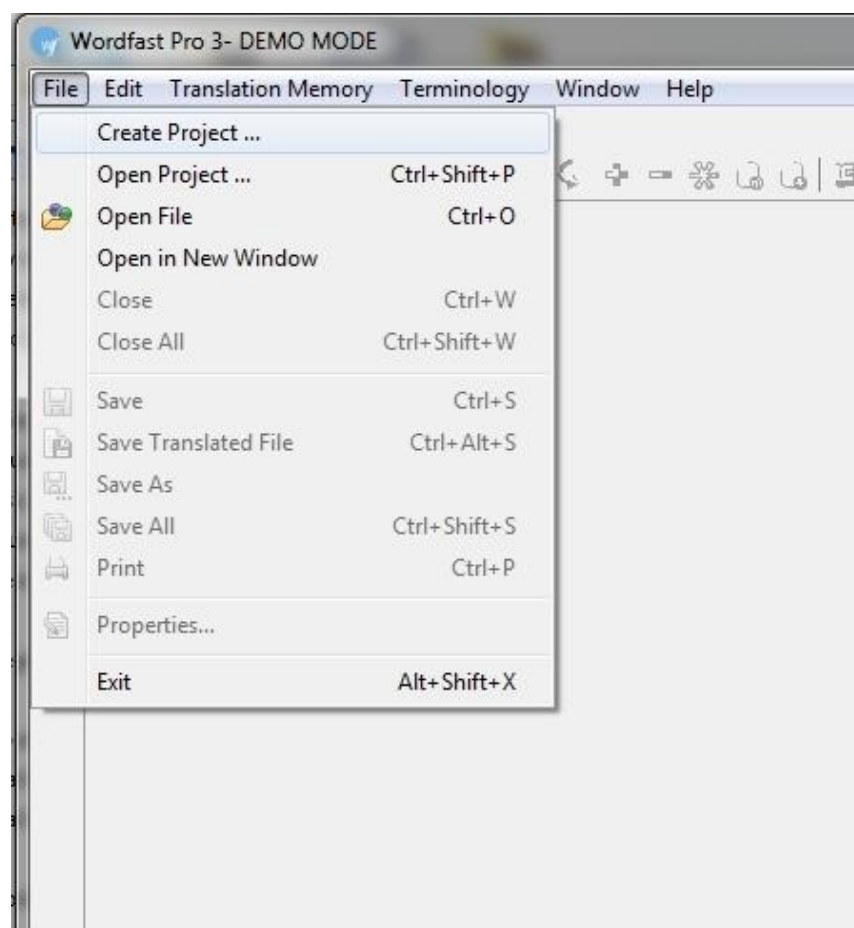 Wordfast Pro 3- DEMO MODE
File Edit Translation Memory Terminology Window Help
Create Project ...
Open Project ... Ctrl+Shift+P
Open File Ctrl+O
Open in New Window
Close Ctrl+W
Close All Ctrl+Shift+W
Save Ctrl+S
Save Translated File Ctrl+Alt+S
Save As
Save All Ctrl+Shift+S
Print Ctrl+P
Properties...
Exit Alt+Shift+X